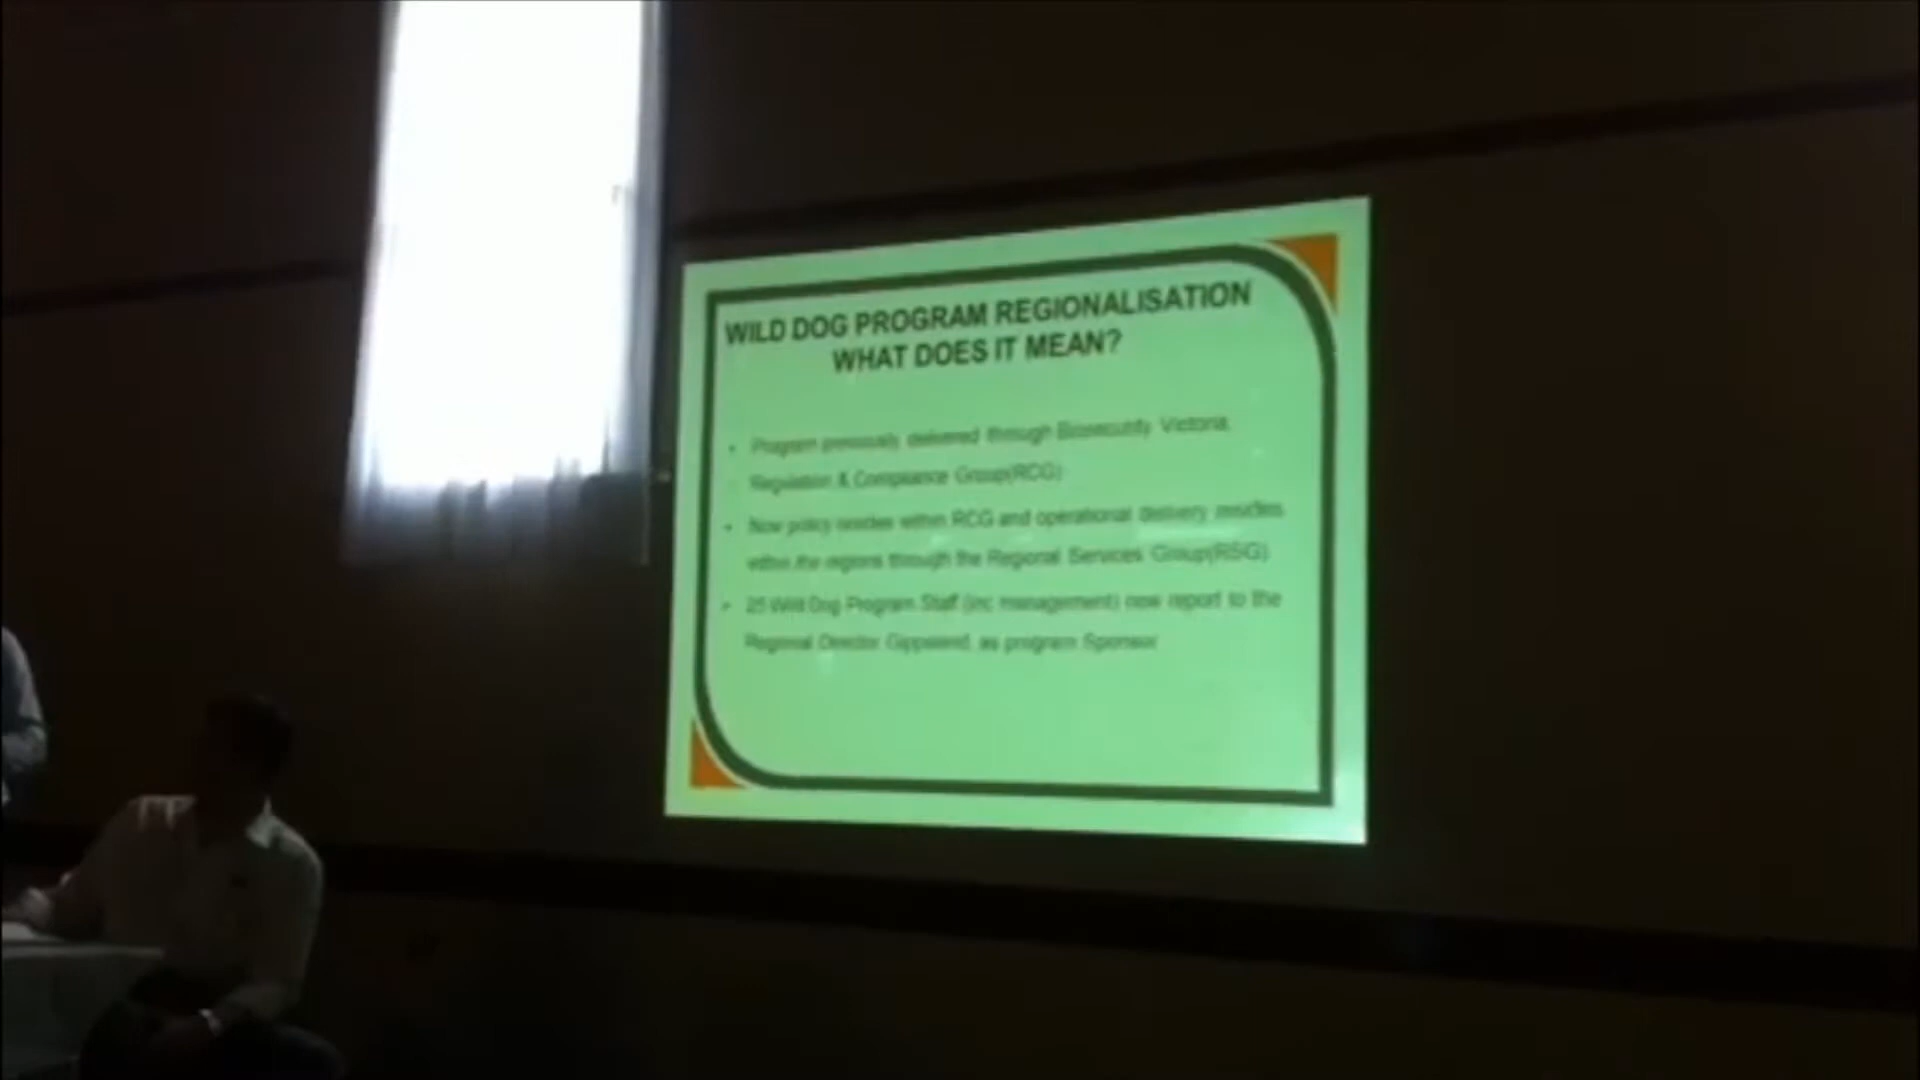 WILD DOG PROGRAM REGIONALISATION
WHAT DOES IT MEAN?
• Program previously delivered through Biosecurity Victoria
Regulation & Compliance Group(RCG)
• Now policy resides within RCG and operational delivery resides
within the regions through the Regional Services Group(RSG)
• 25 Wild Dog Program Staff (inc management) now report to the
Regional Director Gippsland, as program Sponsor